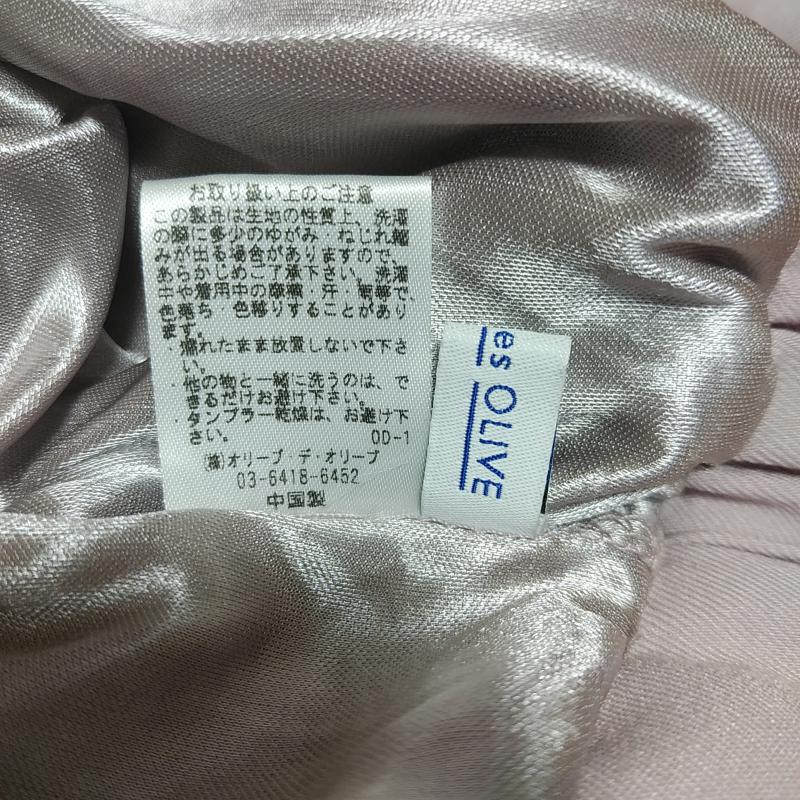 お取り扱い上のご注意
この製品は生地の性質上、洗濯
の際に多少のゆがみ・ねじれ縮
みが出る場合がありますので、
あらかじめご了承下さい。洗濯
中や着用中の摩擦・汗・雨等で、
色落ち・色移りすることがあり
ます。
・濡れたまま放置しないで下さ
い。
・他の物と一緒に洗うのは、で
きるだけお避け下さい。
・タンブラー乾燥は、お避け下
さい。 OD-1
(株)オリーブ・デ・オリーブ
03-6418-6452
中国製
es OLIVE